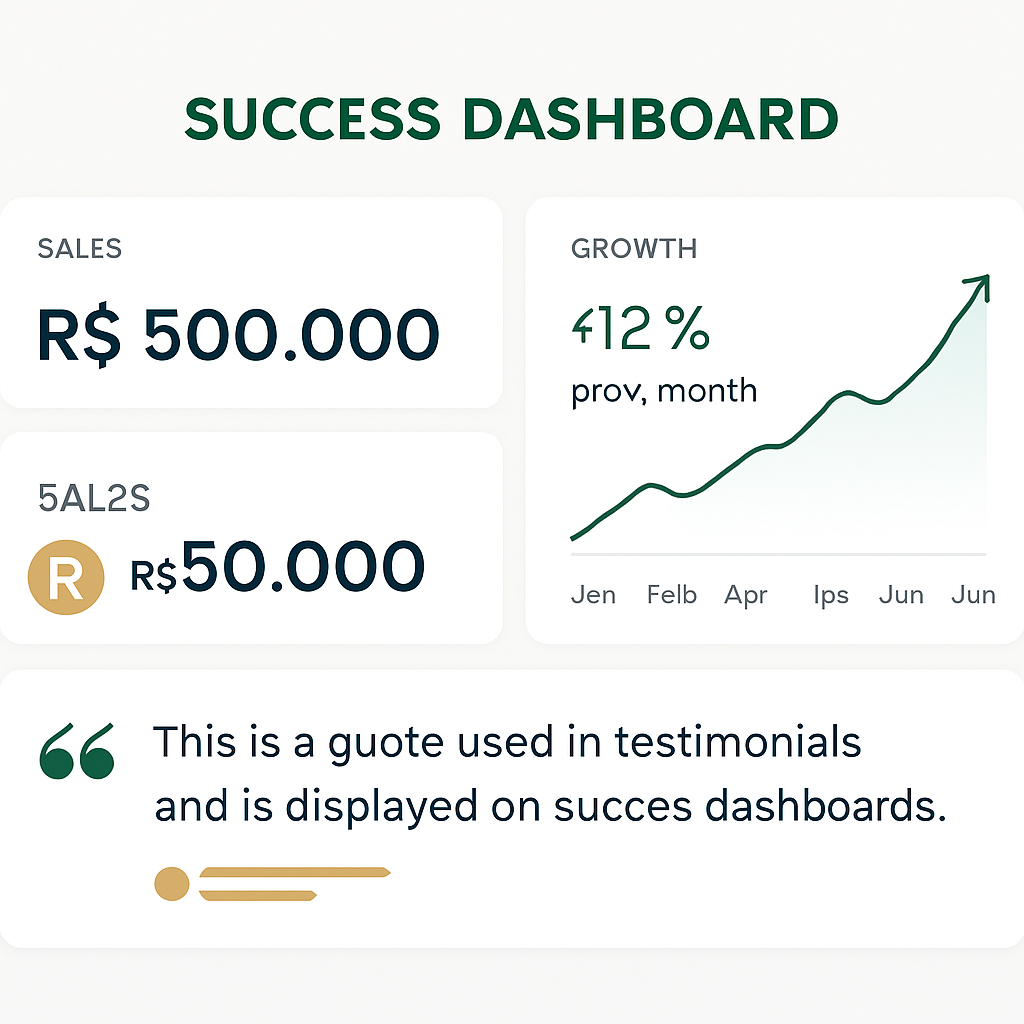 SUCCESS DASHBOARD
SALES
R$ 500.000
5AL2S
R
R$50.000
GROWTH
12 %
prov, month
Jen Felb Apr Ips Jun Jun
“This is a guote used in testimonials
and is displayed on succes dashboards.